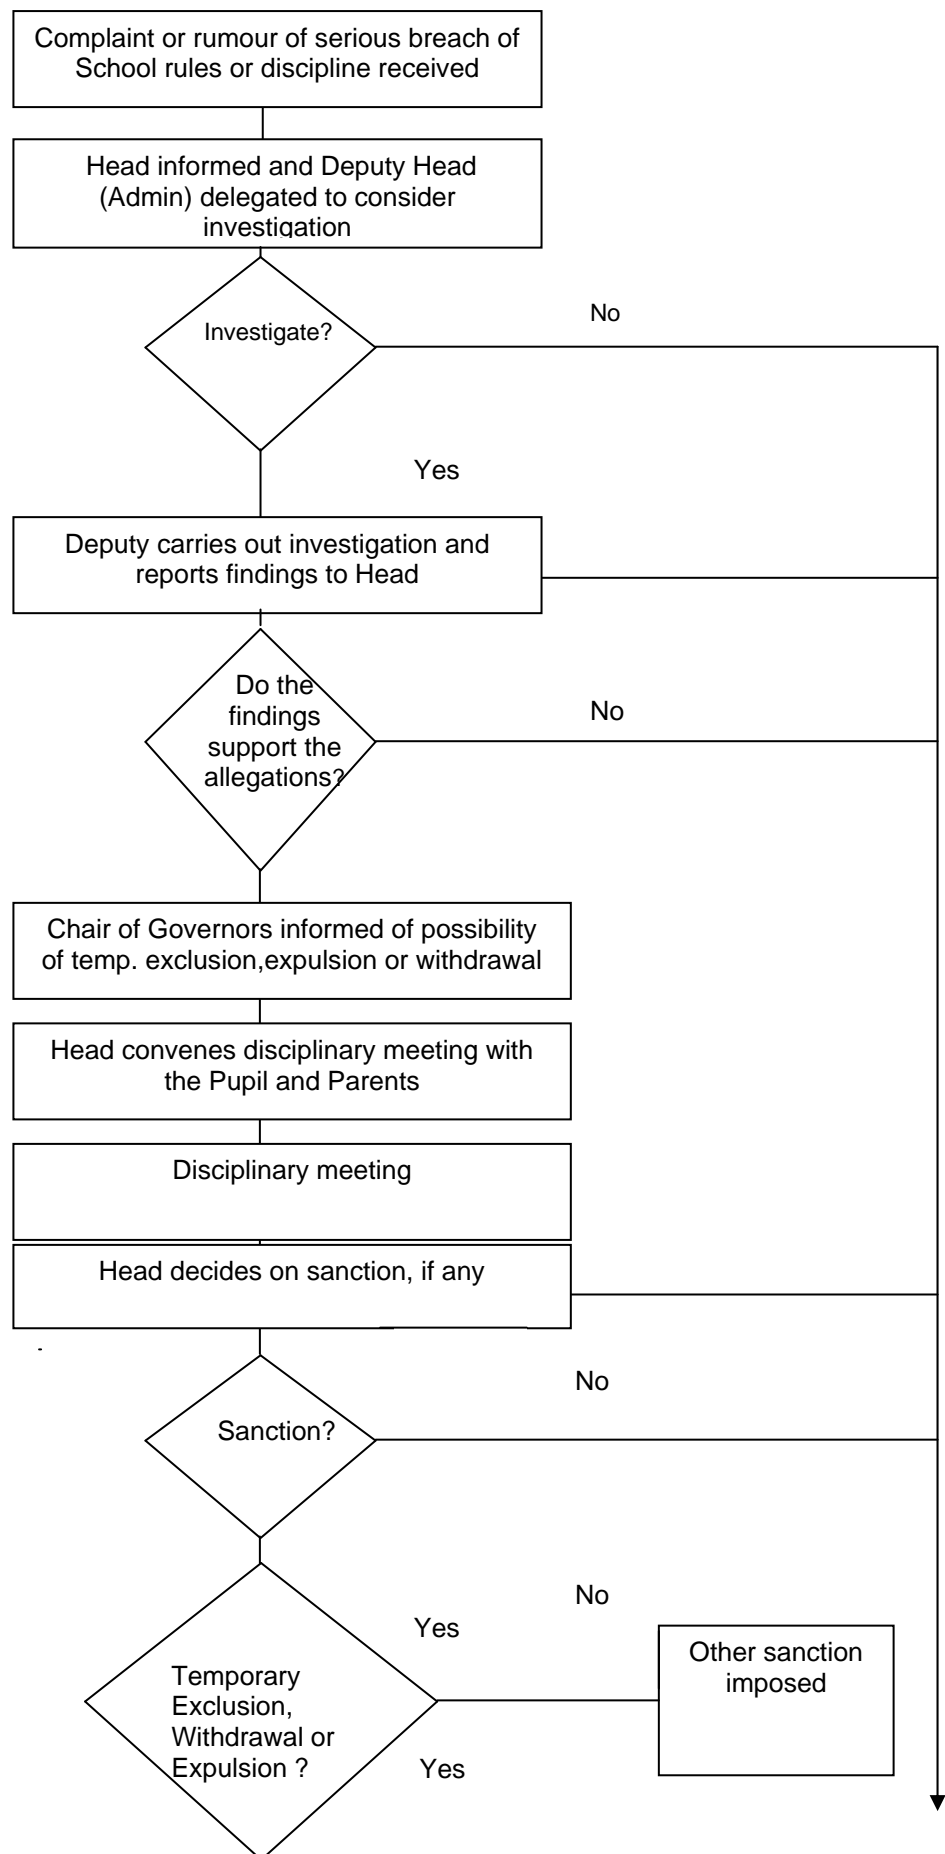 Complaint or rumour of serious breach of
School rules or discipline received
Head informed and Deputy Head
(Admin) delegated to consider
investigation
Investigate?
No
Yes
Deputy carries out investigation and
reports findings to Head
Do the
findings
support the
allegations?
No
Chair of Governors informed of possibility
of temp. exclusion,expulsion or withdrawal
Head convenes disciplinary meeting with
the Pupil and Parents
Disciplinary meeting
Head decides on sanction, if any
-
No
Sanction?
No
Yes
Other sanction
imposed
Temporary
Exclusion,
Withdrawal or
Expulsion ?
Yes